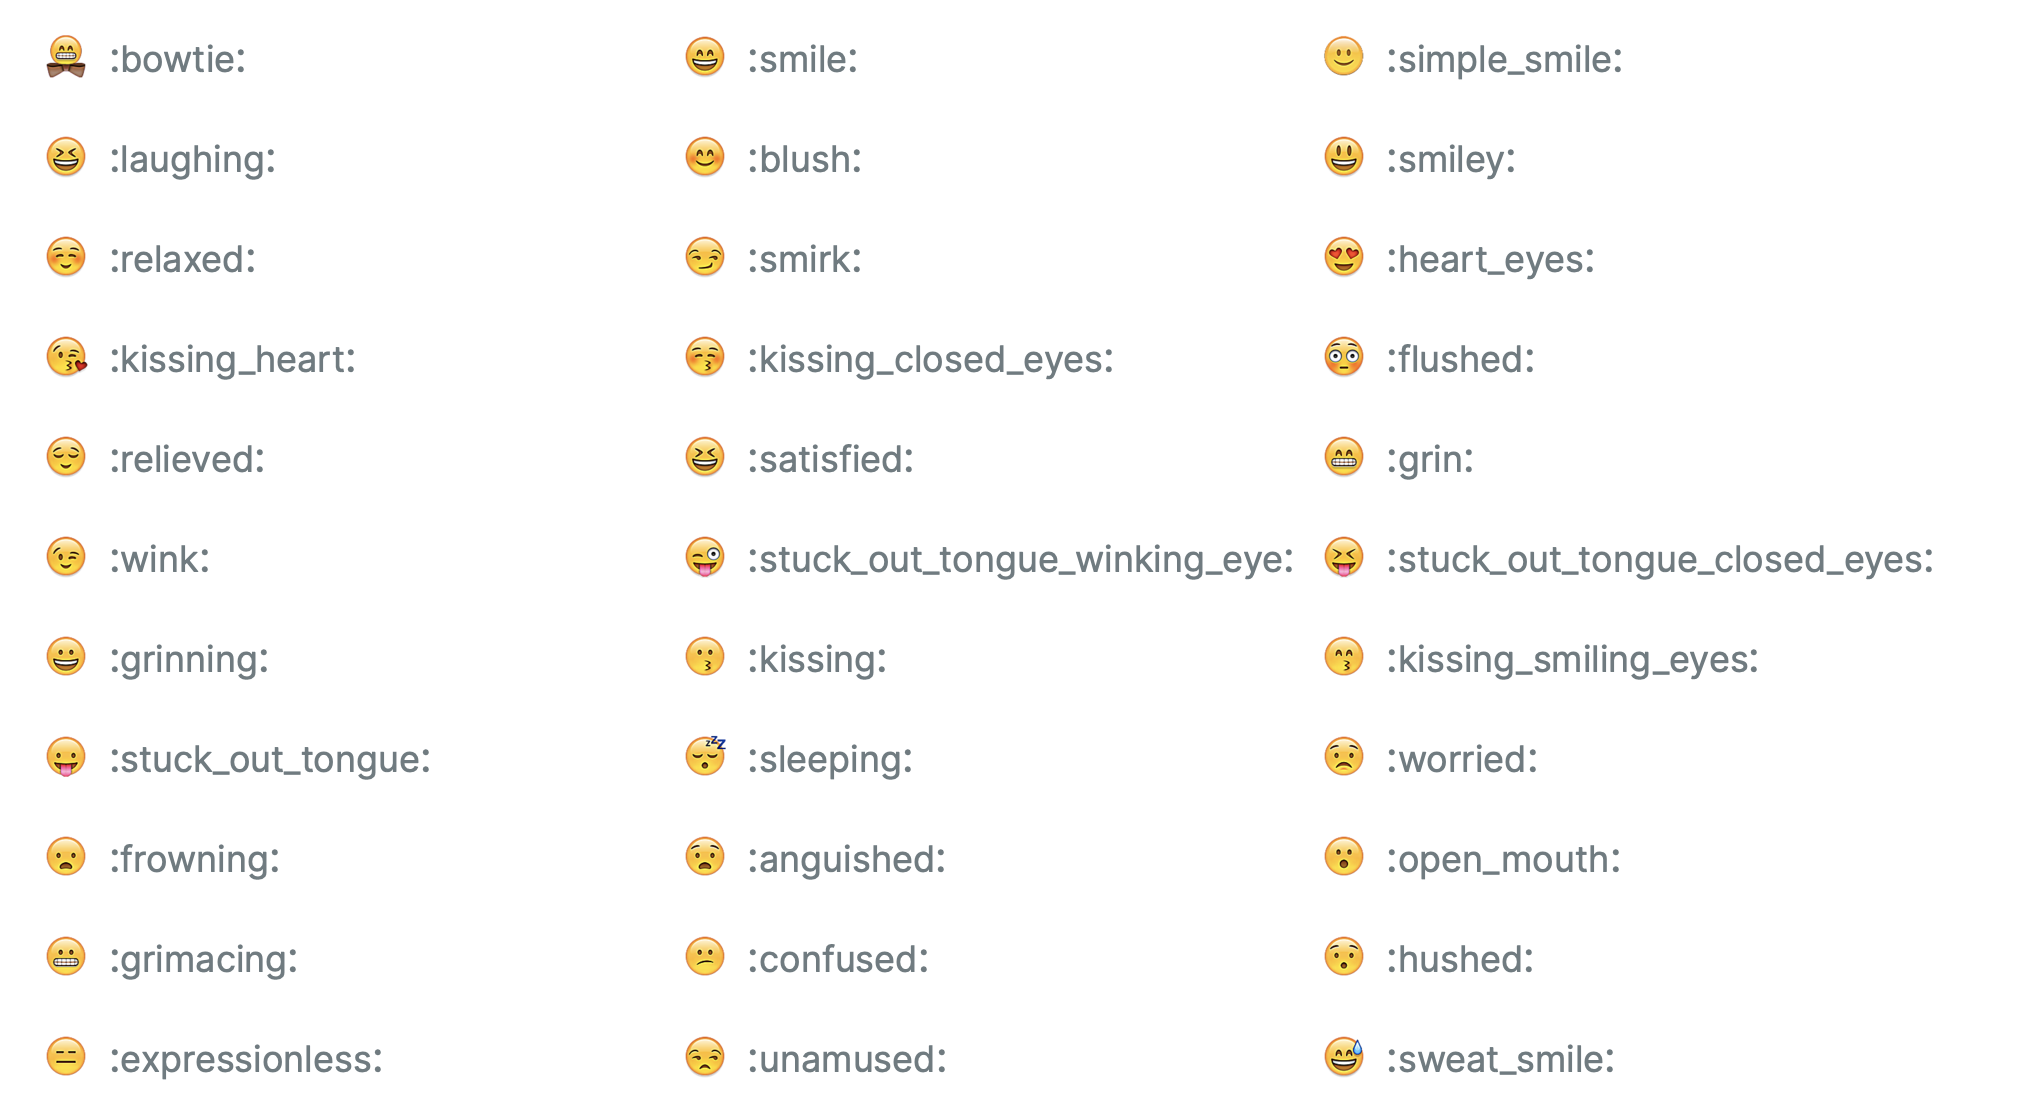 :bowtie: :smile: :simple_smile:
:laughing: :blush: :smiley:
:relaxed: :smirk: :heart_eyes:
:kissing_heart: :kissing_closed_eyes: :flushed:
:relieved: :satisfied: :grin:
:wink: :stuck_out_tongue_winking_eye: :stuck_out_tongue_closed_eyes:
:grinning: :kissing: :kissing_smiling_eyes:
:stuck_out_tongue: :sleeping: :worried:
:frowning: :anguished: :open_mouth:
:grimacing: :confused: :hushed:
:expressionless: :unamused: :sweat_smile: